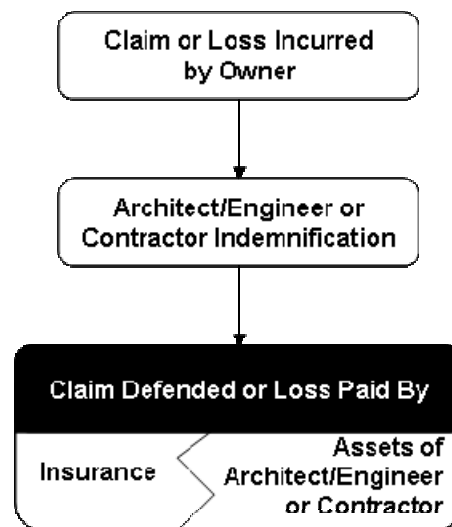 Claim or Loss Incurred
by Owner
Architect/Engineer or
Contractor Indemnification
Claim Defended or Loss Paid By
Insurance
Assets of
Architect/Engineer
or Contractor